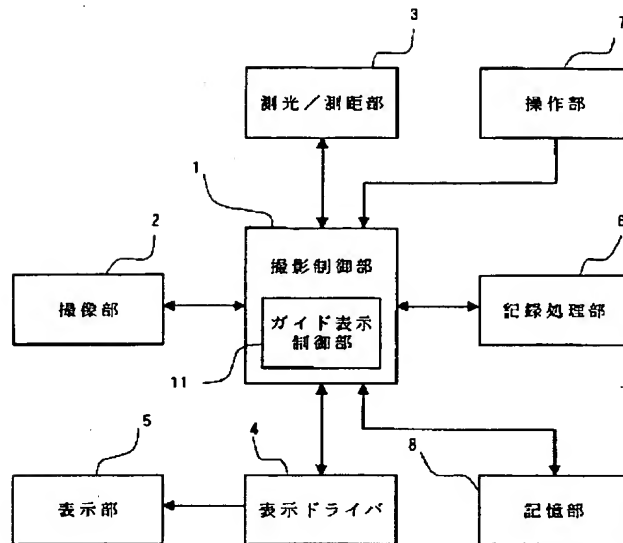 3
7
測光／測距部
操作部
1
2
6
撮影制御部
撮像部
記録処理部
ガイド表示
制御部
11
5
4
8
表示部
表示ドライバ
記憶部